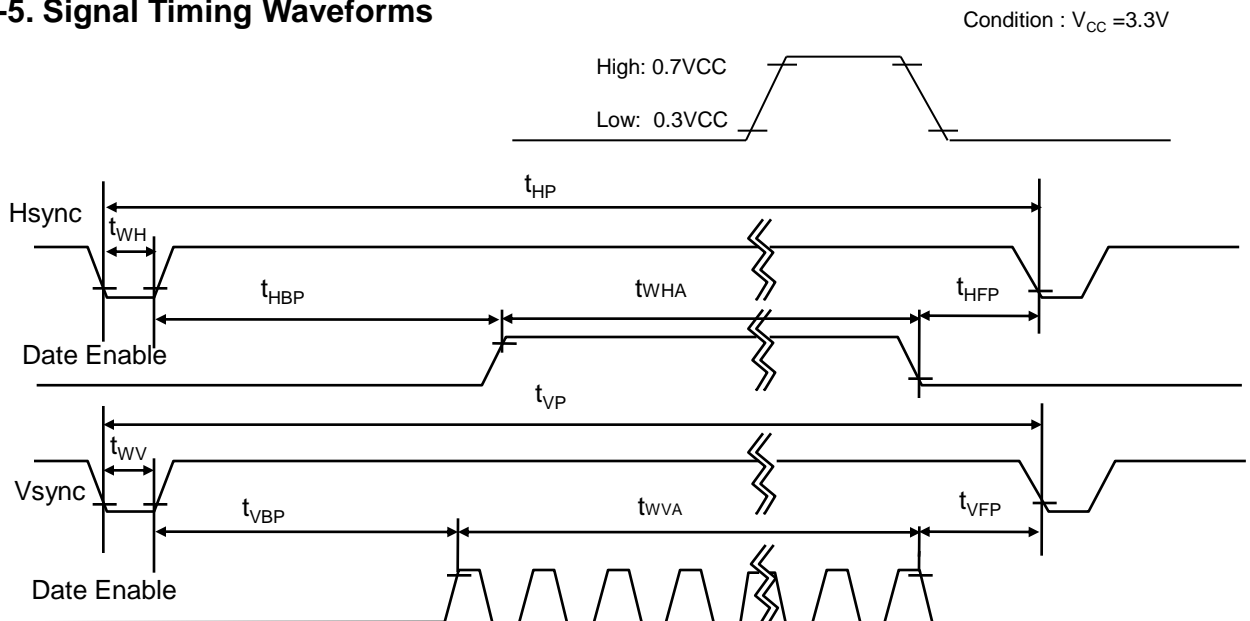 -5. Signal Timing Waveforms
Condition : VCC =3.3V
High: 0.7VCC
Low: 0.3VCC
tHP
Hsync
tWH
tHBP
tWHA
tHFP
Date Enable
tVP
tWV
Vsync
tVBP
tWVA
tVFP
Date Enable